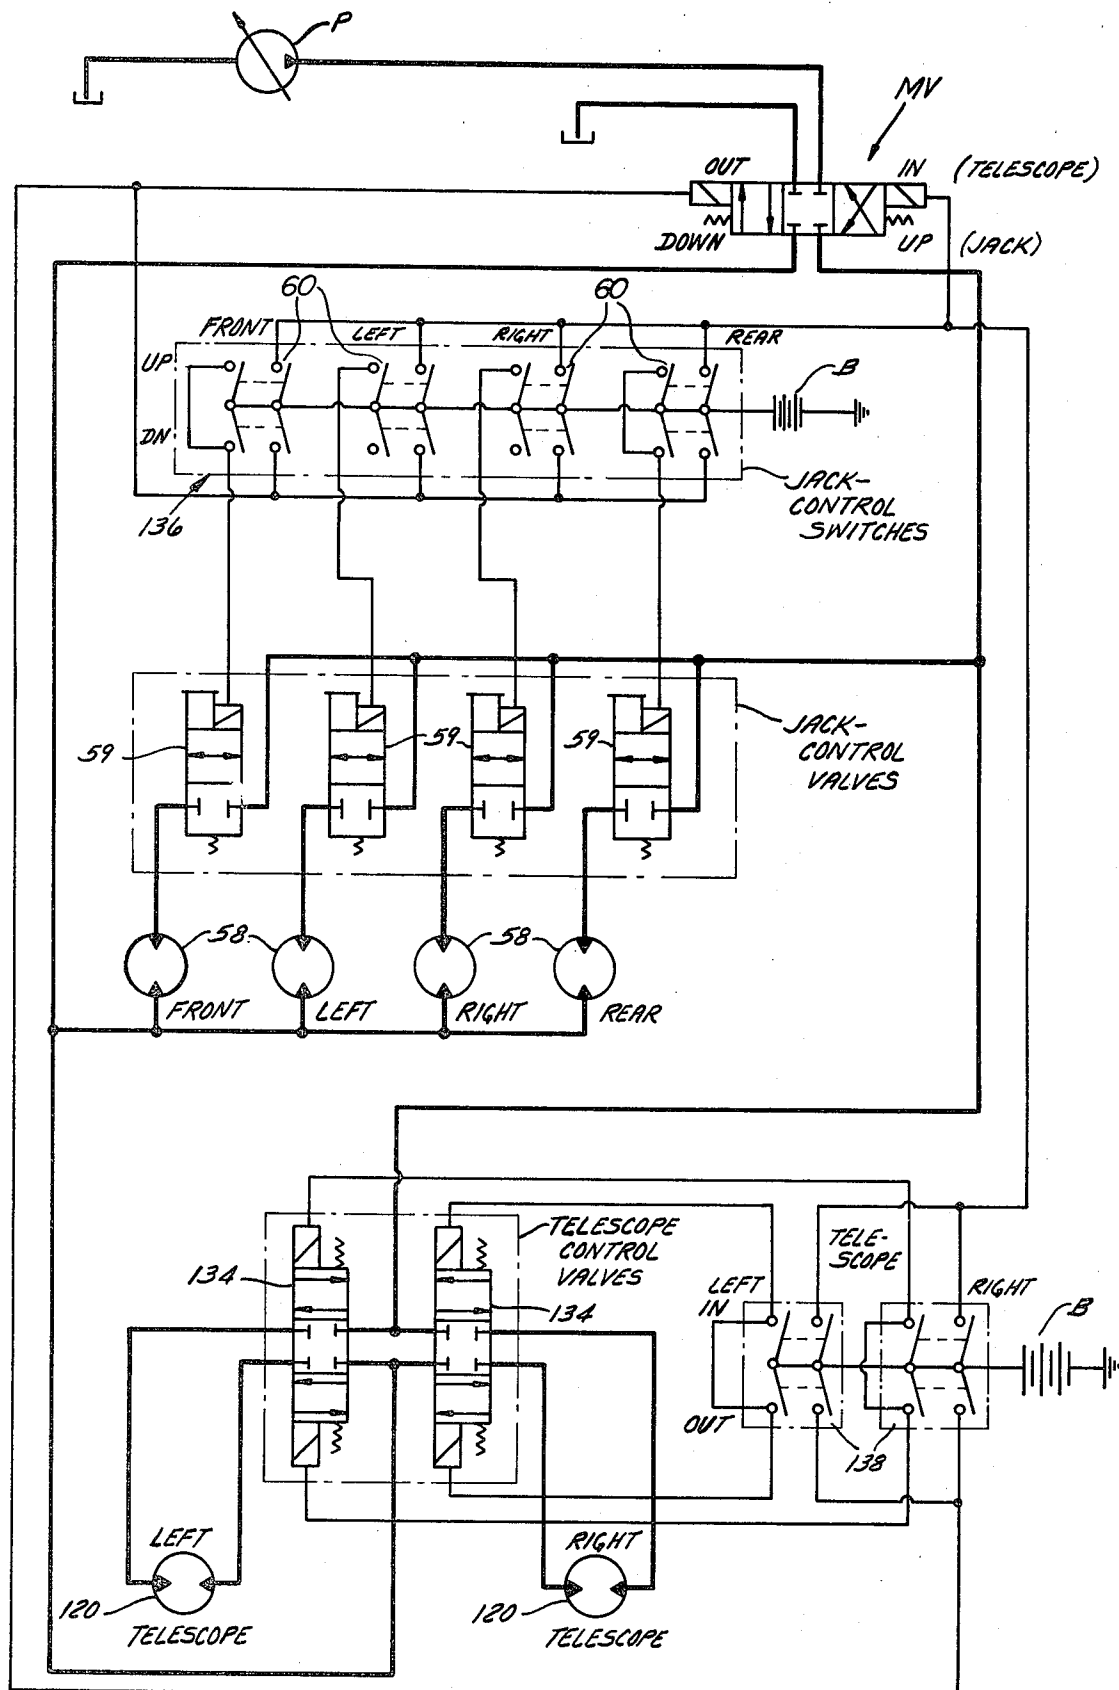 P
MV
OUT
IN
(TELESCOPE)
DOWN
UP
(JACK)
60
60
FRONT
LEFT
RIGHT
REAR
UP
B
DN
136
JACK-
CONTROL
SWITCHES
59
59
59
JACK-
CONTROL
VALVES
58
58
FRONT
LEFT
RIGHT
REAR
TELESCOPE
CONTROL
VALVES
TELE-
SCOPE
134
134
LEFT
RIGHT
IN
B
OUT
138
LEFT
RIGHT
120
120
TELESCOPE
TELESCOPE